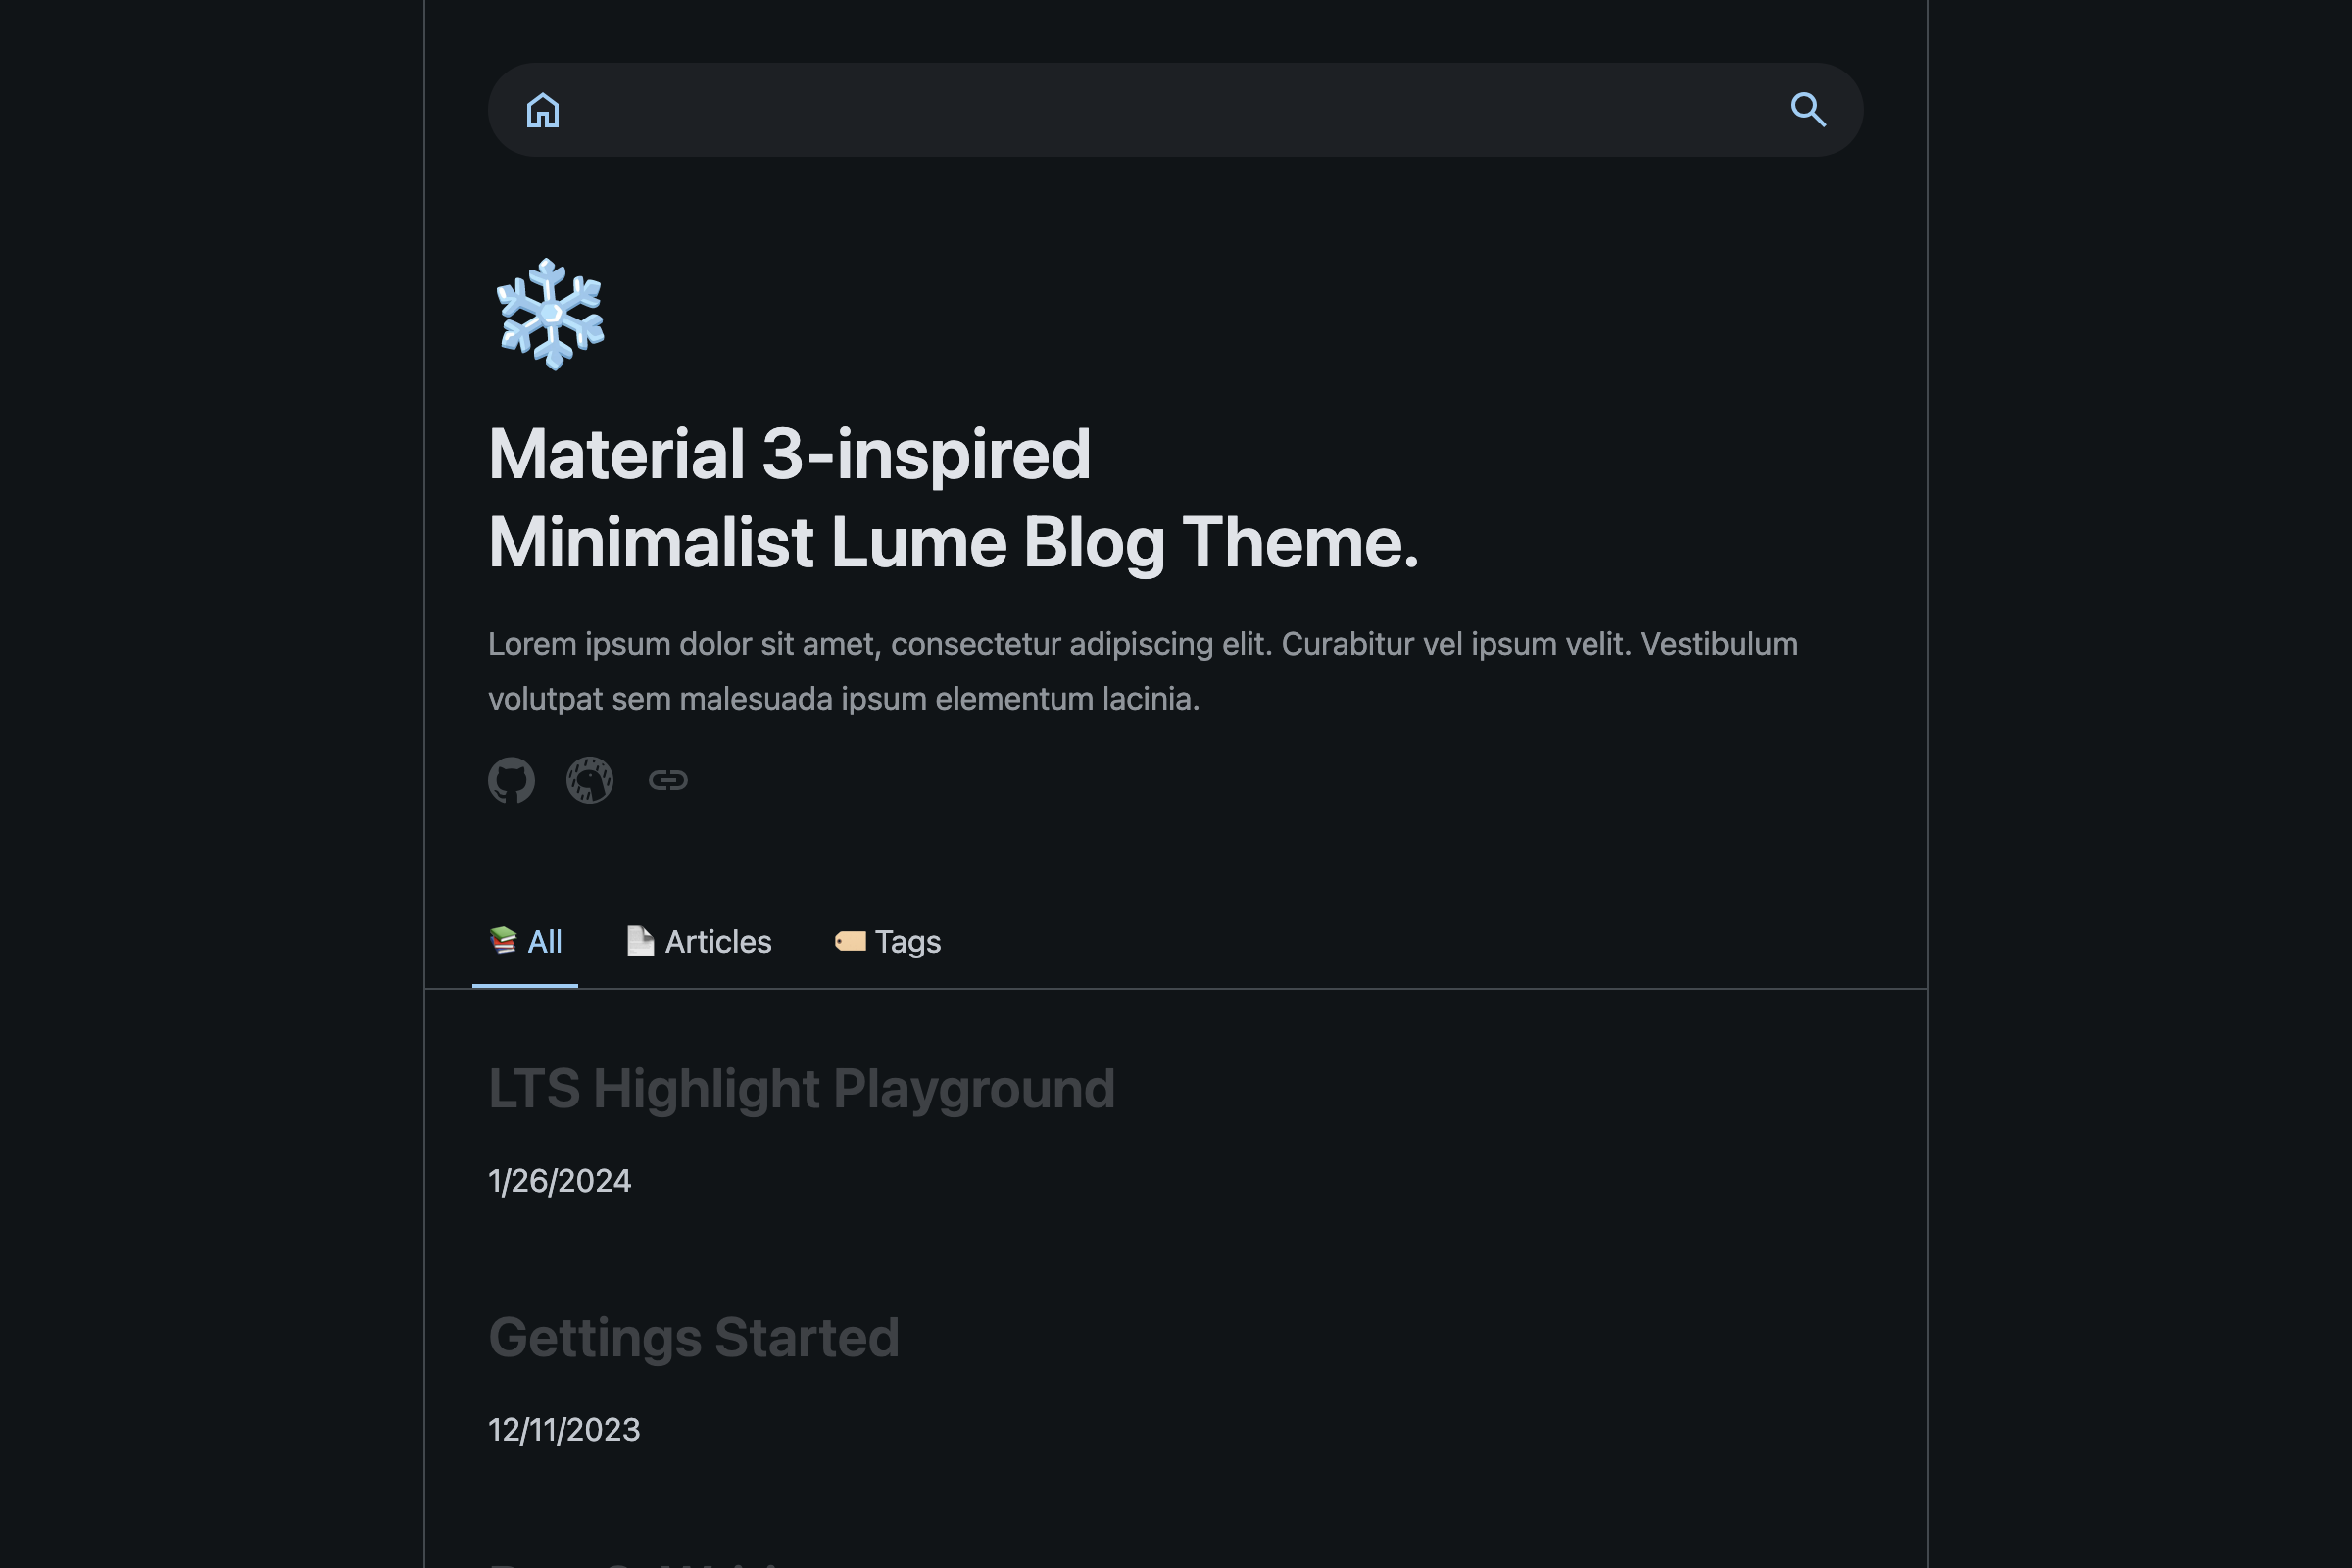 Material 3-inspired
Minimalist Lume Blog Theme.
Lorem ipsum dolor sit amet, consectetur adipiscing elit. Curabitur vel ipsum velit. Vestibulum
volutpat sem malesuada ipsum elementum lacinia.
All Articles Tags
LTS Highlight Playground
1/26/2024
Gettings Started
12/11/2023